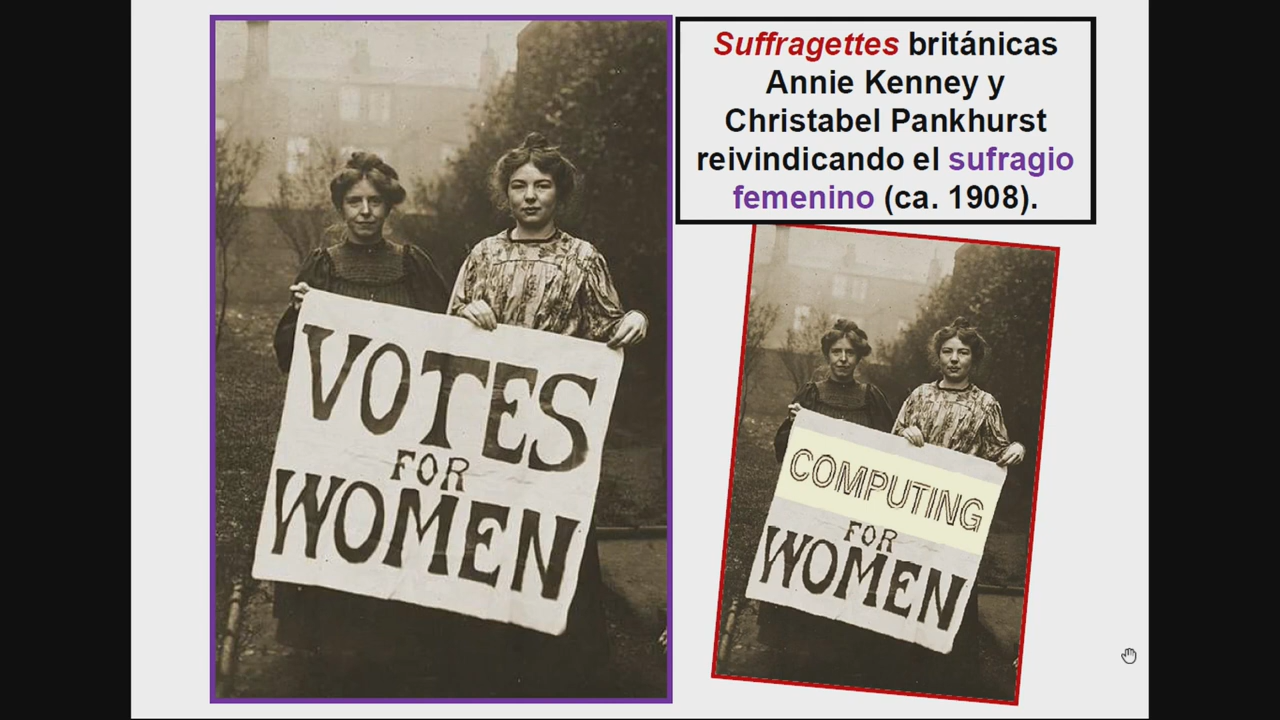 Suffragettes británicas
Annie Kenney y
Christabel Pankhurst
reivindicando el sufragio
femenino (ca. 1908).
VOTES
FOR
WOMEN
COMPUTING
FOR
WOMEN